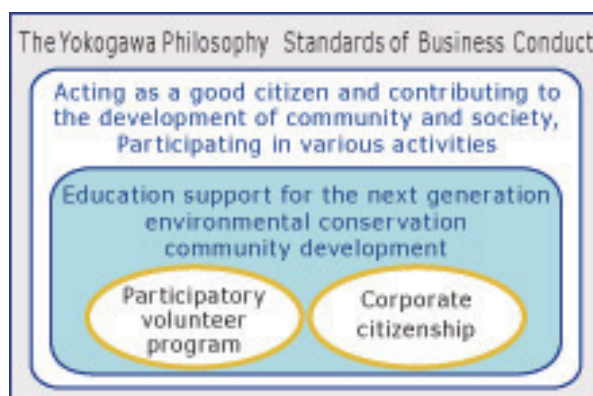 The Yokogawa Philosophy Standards of Business Conduct
Acting as a good citizen and contributing to
the development of community and society,
Participating in various activities
Education support for the next generation
environmental conservation
community development
Participatory
volunteer
program
Corporate
citizenship